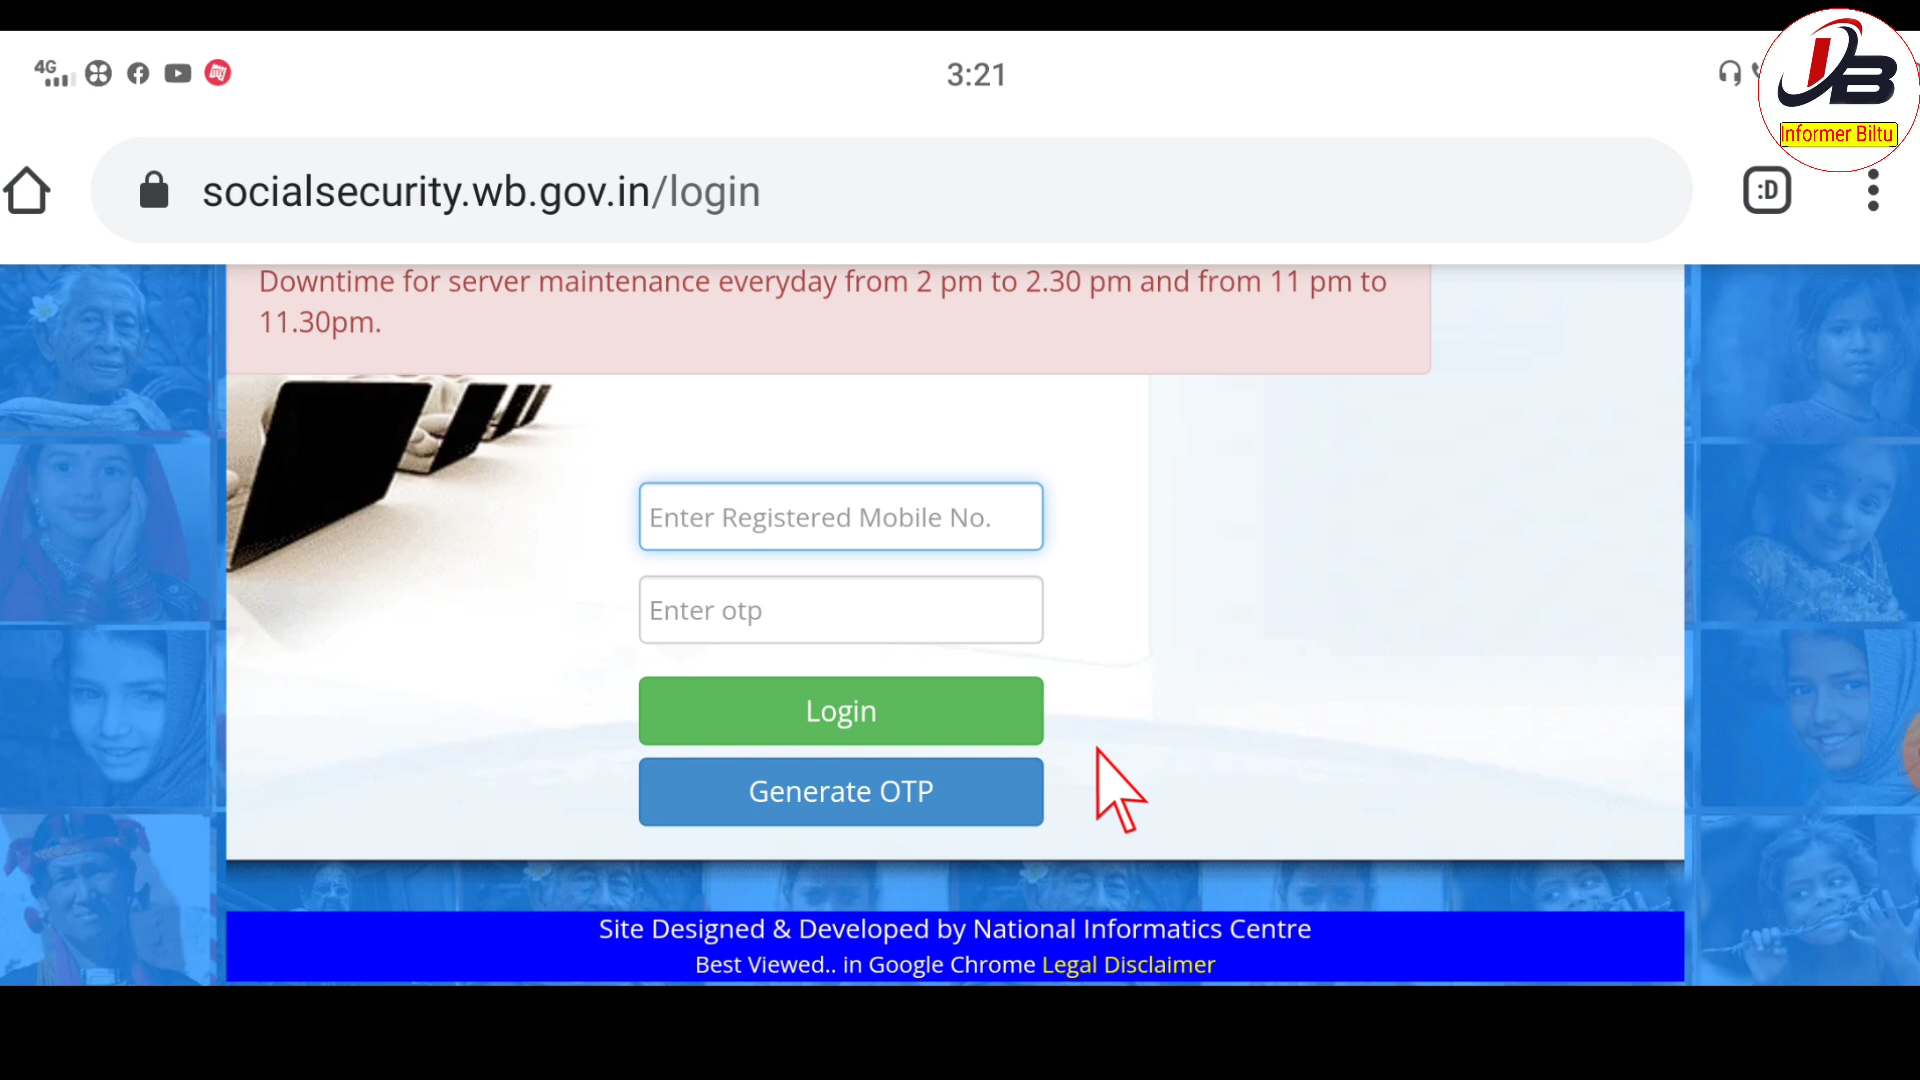 4G
3:21
Informer Biltu
socialsecurity.wb.gov.in/login
:D
Downtime for server maintenance everyday from 2 pm to 2.30 pm and from 11 pm to
11.30pm.
Enter Registered Mobile No.
Enter otp
Login
Generate OTP
Site Designed & Developed by National Informatics Centre
Best Viewed.. in Google Chrome Legal Disclaimer